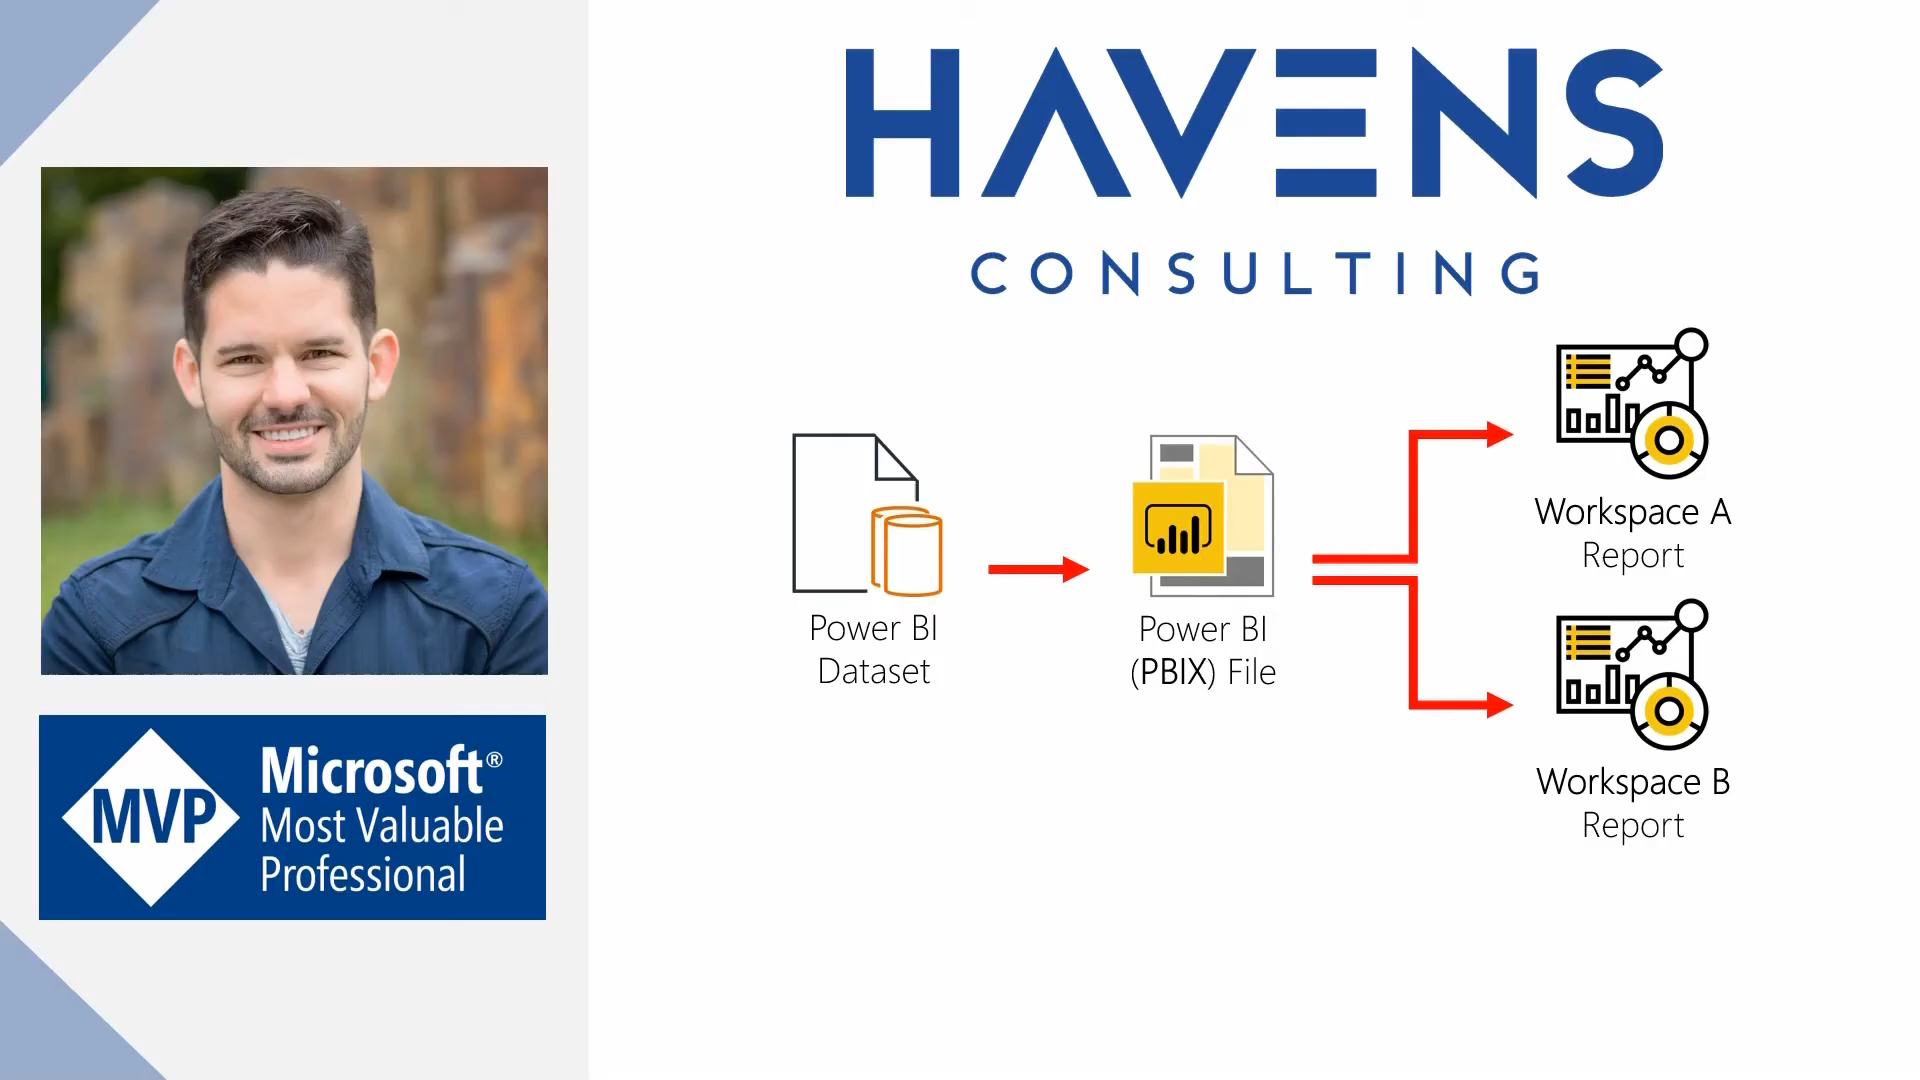 HAVENS
CONSULTING
MVP
Microsoft®
Most Valuable
Professional
Power BI
Dataset
Power BI
(PBIX) File
Workspace A
Report
Workspace B
Report